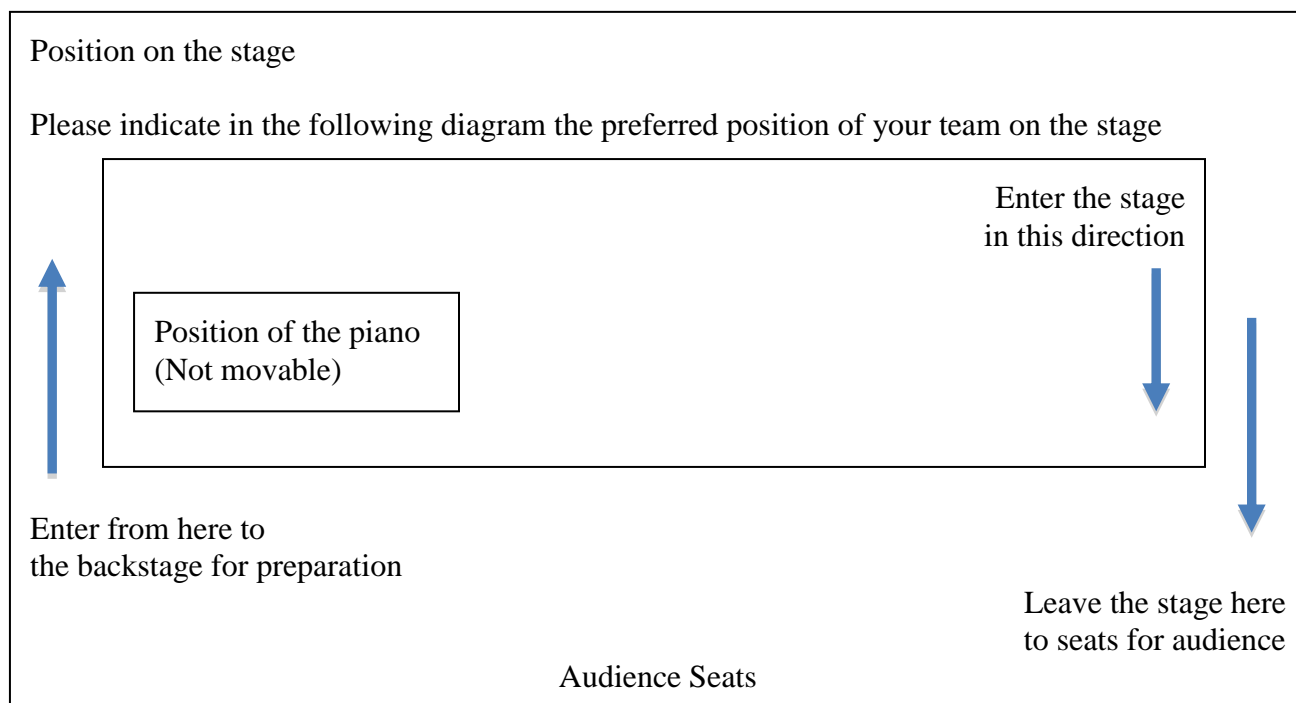 Position on the stage
Please indicate in the following diagram the preferred position of your team on the stage
Enter the stage
in this direction
Position of the piano
(Not movable)
Enter from here to
the backstage for preparation
Leave the stage here
to seats for audience
Audience Seats